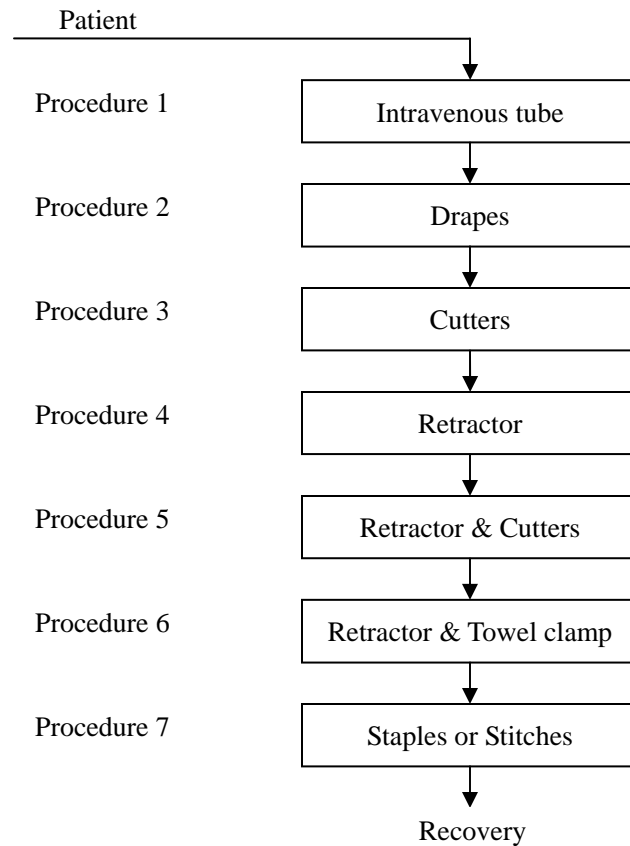 Patient
Procedure 1
Intravenous tube
Procedure 2
Drapes
Procedure 3
Cutters
Procedure 4
Retractor
Procedure 5
Retractor & Cutters
Procedure 6
Retractor & Towel clamp
Procedure 7
Staples or Stitches
Recovery